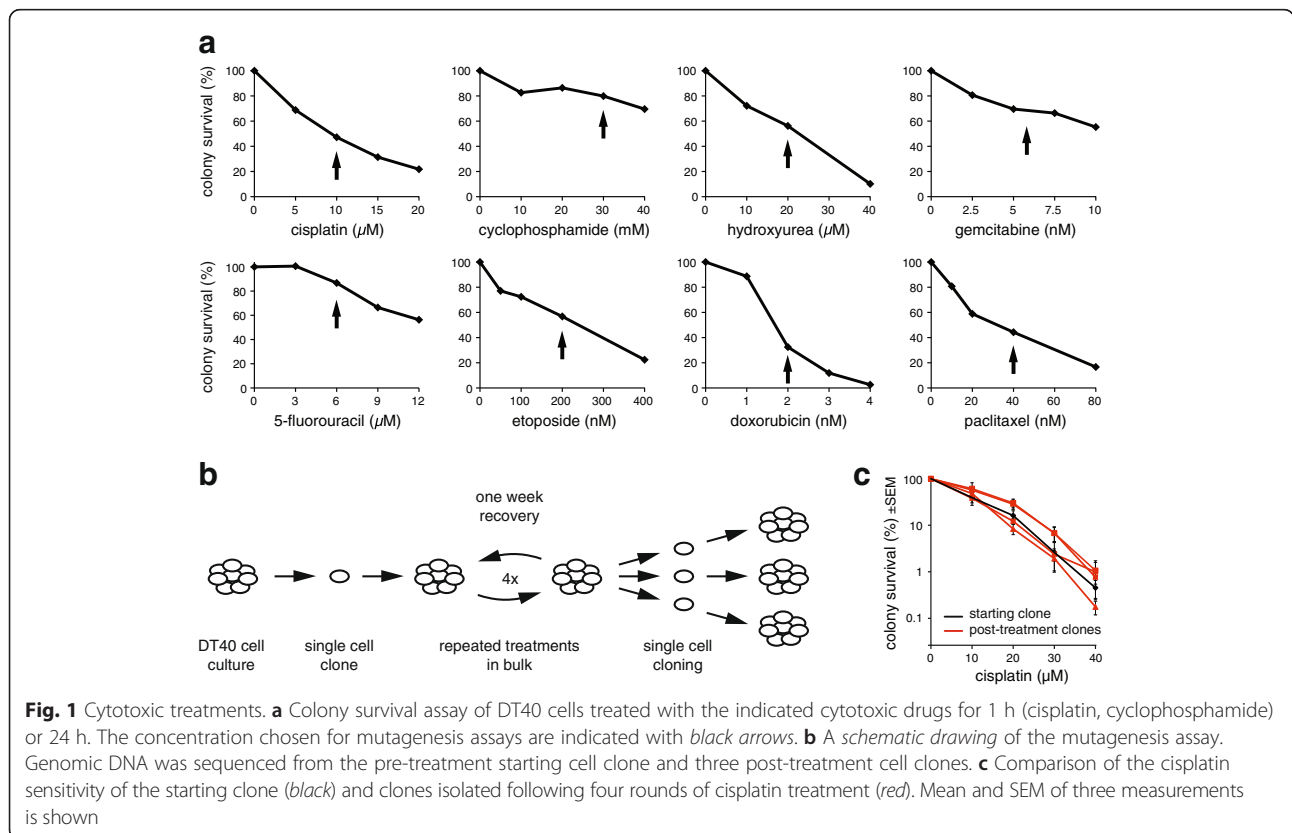 a
colony survival (%)
100
80
60
40
20
0
0 5 10 15 20
cisplatin (µM)
100
80
60
40
20
0
0 10 20 30 40
cyclophosphamide (mM)
100
80
60
40
20
0
0 10 20 30 40
hydroxyurea (µM)
100
80
60
40
20
0
0 2.5 5 7.5 10
gemcitabine (nM)
colony survival (%)
100
80
60
40
20
0
0 3 6 9 12
5-fluorouracil (µM)
100
80
60
40
20
0
0 100 200 300 400
etoposide (nM)
100
80
60
40
20
0
0 1 2 3 4
doxorubicin (nM)
100
80
60
40
20
0
0 20 40 60 80
paclitaxel (nM)
b
one week
recovery
4x
DT40 cell
culture
single cell
clone
repeated treatments
in bulk
single cell
cloning
c
colony survival (%) ±SEM
100
10
1
0.1
starting clone
post-treatment clones
0 10 20 30 40
cisplatin (µM)
Fig. 1 Cytotoxic treatments. a Colony survival assay of DT40 cells treated with the indicated cytotoxic drugs for 1 h (cisplatin, cyclophosphamide)
or 24 h. The concentration chosen for mutagenesis assays are indicated with black arrows. b A schematic drawing of the mutagenesis assay.
Genomic DNA was sequenced from the pre-treatment starting cell clone and three post-treatment cell clones. c Comparison of the cisplatin
sensitivity of the starting clone (black) and clones isolated following four rounds of cisplatin treatment (red). Mean and SEM of three measurements
is shown